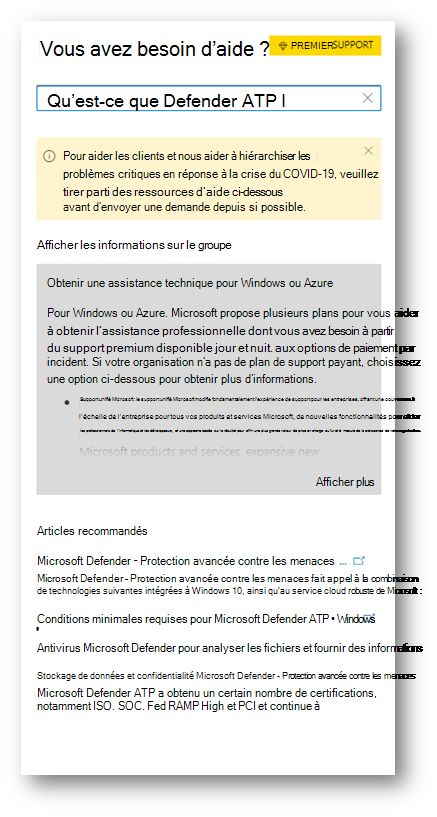 Vous avez besoin d'aide ?
PREMIER SUPPORT
Qu'est-ce que Defender ATP I
Pour aider les clients et nous aider à hiérarchiser les
problèmes critiques en réponse à la crise du COVID-19, veuillez
tirer parti des ressources d'aide ci-dessous
avant d'envoyer une demande depuis si possible.
Afficher les informations sur le groupe
Obtenir une assistance technique pour Windows ou Azure
Pour Windows ou Azure. Microsoft propose plusieurs plans pour vous aider
à obtenir l'assistance professionnelle dont vous avez besoin à partir
du support premium disponible jour et nuit. aux options de paiement par
incident. Si votre organisation n'a pas de plan de support payant, choisissez
une option ci-dessous pour obtenir plus d'informations.
Supportunifié Microsoft; le supportunifié Microsoft modifie fondamentalement l'expérience de support pour les entreprises, offrant une
l'échelle de l'entreprise pour tous vos produits et services Microsoft, de nouvelles fonctionnalités
Microsoft products and services. expansive new
Afficher plus
Articles recommandés
Microsoft Defender - Protection avancée contre les menaces ...
Microsoft Defender - Protection avancée contre les menaces fait appel à la combinaison
de technologies suivantes intégrées à Windows 10, ainsi qu'au service cloud robuste de Microsoft :
Conditions minimales requises pour Microsoft Defender ATP • Windows
Antivirus Microsoft Defender pour analyser les fichiers et fournir des informations
Stockage de données et confidentialité Microsoft Defender - Protection avancée contre les menaces
Microsoft Defender ATP a obtenu un certain nombre de certifications,
notamment ISO. SOC. Fed RAMP High et PCI et continue à